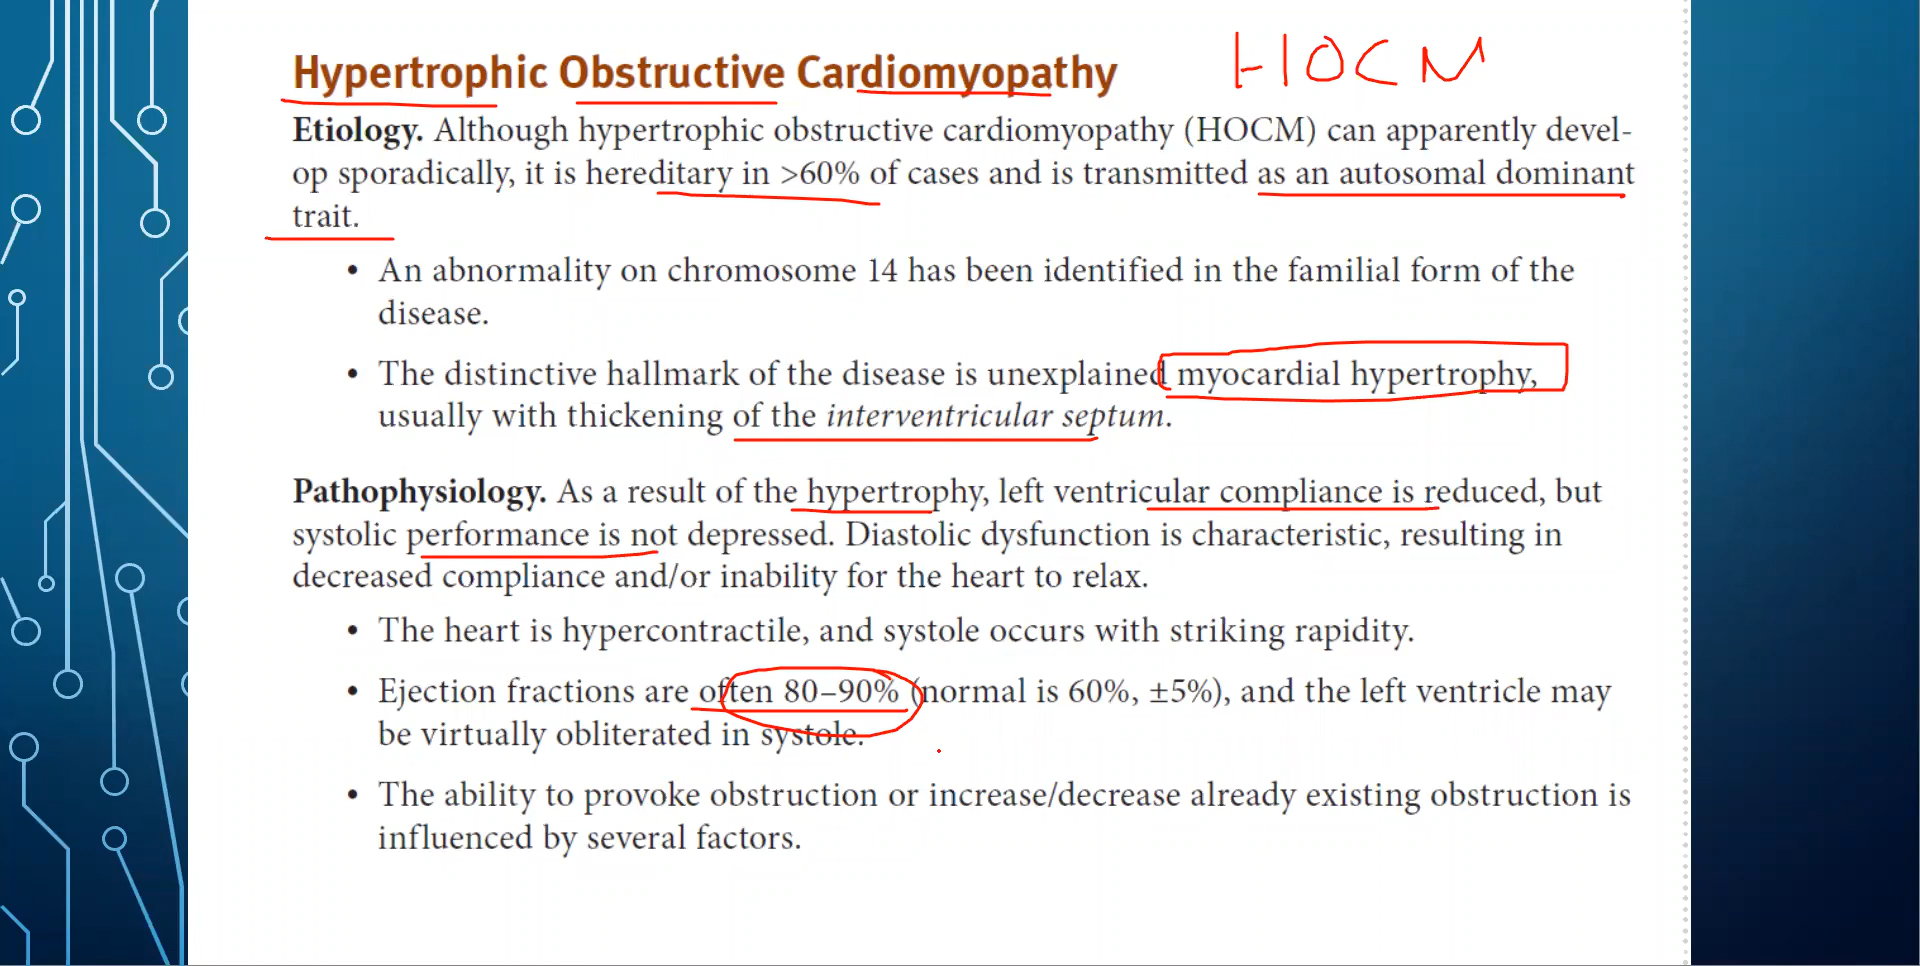 Hypertrophic Obstructive Cardiomyopathy HOCM
Etiology. Although hypertrophic obstructive cardiomyopathy (HOCM) can apparently devel-
op sporadically, it is hereditary in >60% of cases and is transmitted as an autosomal dominant
trait.
• An abnormality on chromosome 14 has been identified in the familial form of the
disease.
• The distinctive hallmark of the disease is unexplained myocardial hypertrophy,
usually with thickening of the interventricular septum.
Pathophysiology. As a result of the hypertrophy, left ventricular compliance is reduced, but
systolic performance is not depressed. Diastolic dysfunction is characteristic, resulting in
decreased compliance and/or inability for the heart to relax.
• The heart is hypercontractile, and systole occurs with striking rapidity.
• Ejection fractions are often 80–90% (normal is 60%, ±5%), and the left ventricle may
be virtually obliterated in systole.
• The ability to provoke obstruction or increase/decrease already existing obstruction is
influenced by several factors.